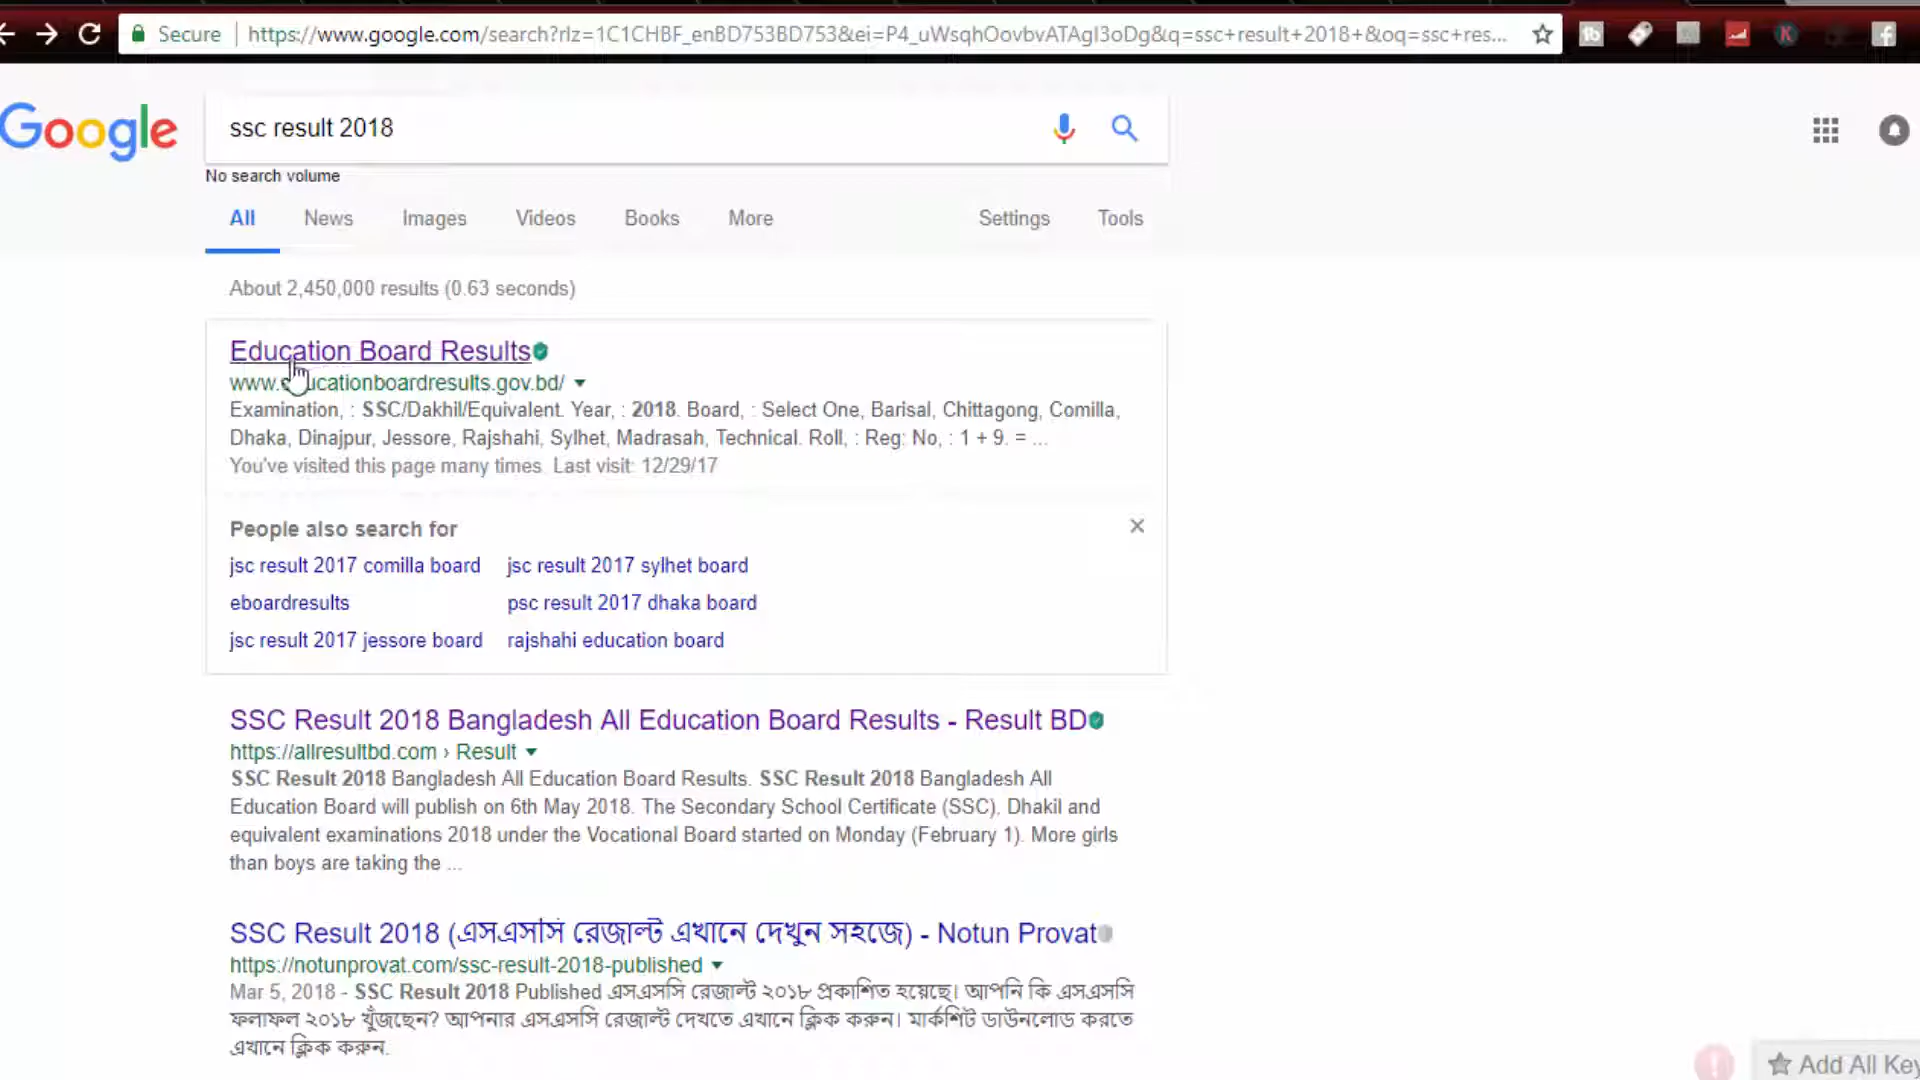 Secure https://www.google.com/search?rlz=1C1CHBF_enBD753BD753&ei=P4_uWsqhOovbvATAgI3oDg&q=ssc+result+2018+&oq=ssc+res...
Google
ssc result 2018
No search volume
All News Images Videos Books More Settings Tools
About 2,450,000 results (0.63 seconds)
Education Board Results
www.educationboardresults.gov.bd/
Examination, : SSC/Dakhil/Equivalent. Year, : 2018. Board, : Select One, Barisal, Chittagong, Comilla,
Dhaka, Dinajpur, Jessore, Rajshahi, Sylhet, Madrasah, Technical. Roll, : Reg: No, : 1 + 9. = ...
You've visited this page many times. Last visit: 12/29/17
People also search for
jsc result 2017 comilla board jsc result 2017 sylhet board
eboardresults psc result 2017 dhaka board
jsc result 2017 jessore board rajshahi education board
SSC Result 2018 Bangladesh All Education Board Results - Result BD
https://allresultbd.com › Result
SSC Result 2018 Bangladesh All Education Board Results. SSC Result 2018 Bangladesh All
Education Board will publish on 6th May 2018. The Secondary School Certificate (SSC), Dhakil and
equivalent examinations 2018 under the Vocational Board started on Monday (February 1). More girls
than boys are taking the ...
SSC Result 2018 (এসএসসি রেজাল্ট এখানে দেখুন সহজে) - Notun Provat
https://notunprovat.com/ssc-result-2018-published
Mar 5, 2018 - SSC Result 2018 Published এসএসসি রেজাল্ট ২০১৮ প্রকাশিত হয়েছে। আপনি কি এসএসসি
ফলাফল ২০১৮ খুঁজছেন? আপনার এসএসসি রেজাল্ট দেখতে এখানে ক্লিক করুন। মার্কশিট ডাউনলোড করতে
এখানে ক্লিক করুন.
Add All Key